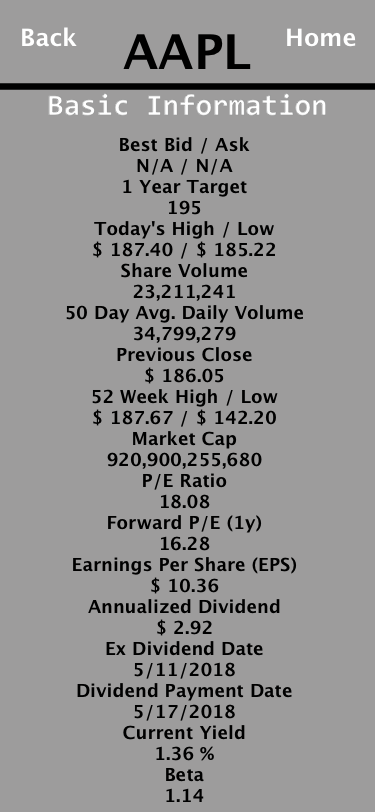 Back AAPL Home
Basic Information
Best Bid / Ask
N/A / N/A
1 Year Target
195
Today's High / Low
$ 187.40 / $ 185.22
Share Volume
23,211,241
50 Day Avg. Daily Volume
34,799,279
Previous Close
$ 186.05
52 Week High / Low
$ 187.67 / $ 142.20
Market Cap
920,900,255,680
P/E Ratio
18.08
Forward P/E (1y)
16.28
Earnings Per Share (EPS)
$ 10.36
Annualized Dividend
$ 2.92
Ex Dividend Date
5/11/2018
Dividend Payment Date
5/17/2018
Current Yield
1.36 %
Beta
1.14